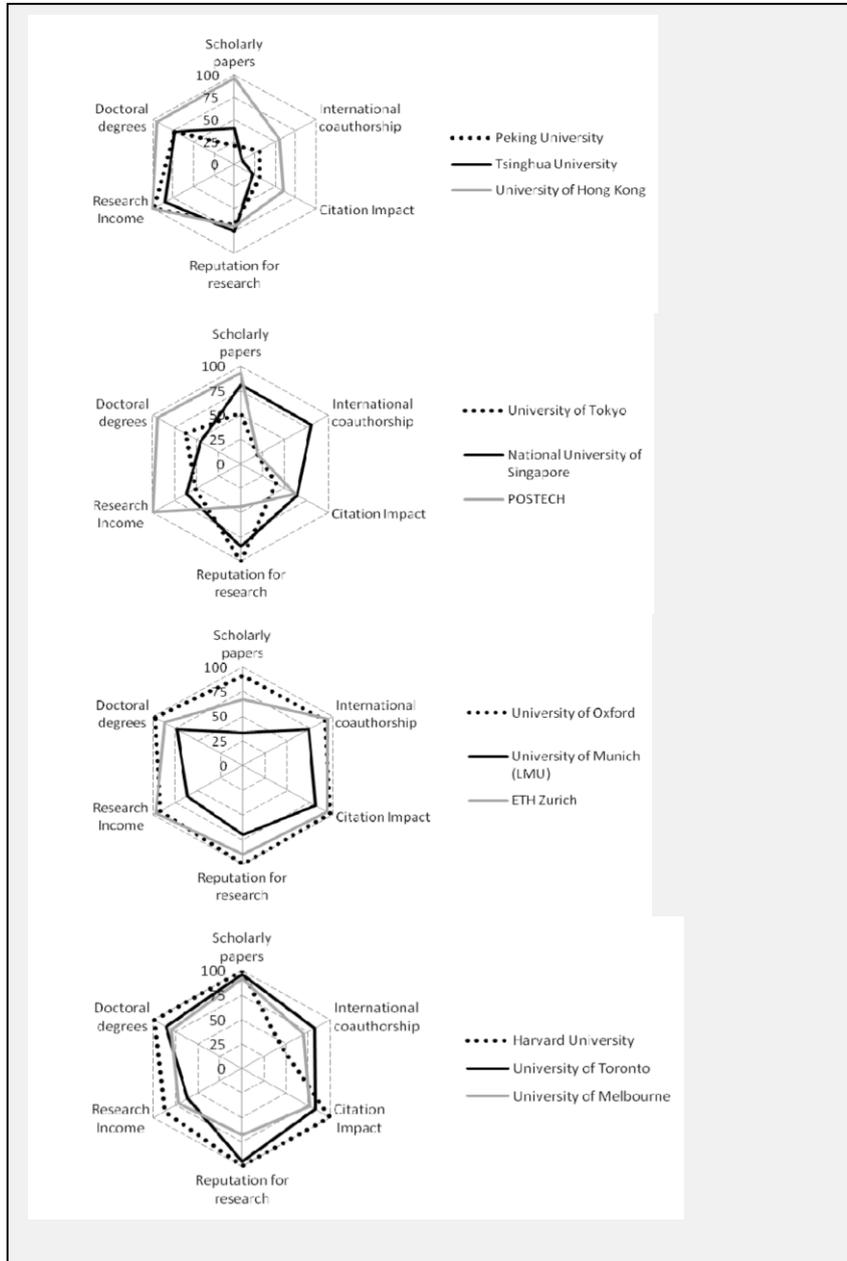 Scholarly
papers
100
75
50
25
0
International
coauthorship
Citation Impact
Reputation for
research
Research
Income
Doctoral
degrees
Peking University
Tsinghua University
University of Hong Kong
Scholarly
papers
100
75
50
25
0
International
coauthorship
Citation Impact
Reputation for
research
Research
Income
Doctoral
degrees
University of Tokyo
National University of
Singapore
POSTECH
Scholarly
papers
100
75
50
25
0
International
coauthorship
Citation Impact
Reputation for
research
Research
Income
Doctoral
degrees
University of Oxford
University of Munich
(LMU)
ETH Zurich
Scholarly
papers
100
75
50
25
0
International
coauthorship
Citation
Impact
Reputation for
research
Research
Income
Doctoral
degrees
Harvard University
University of Toronto
University of Melbourne